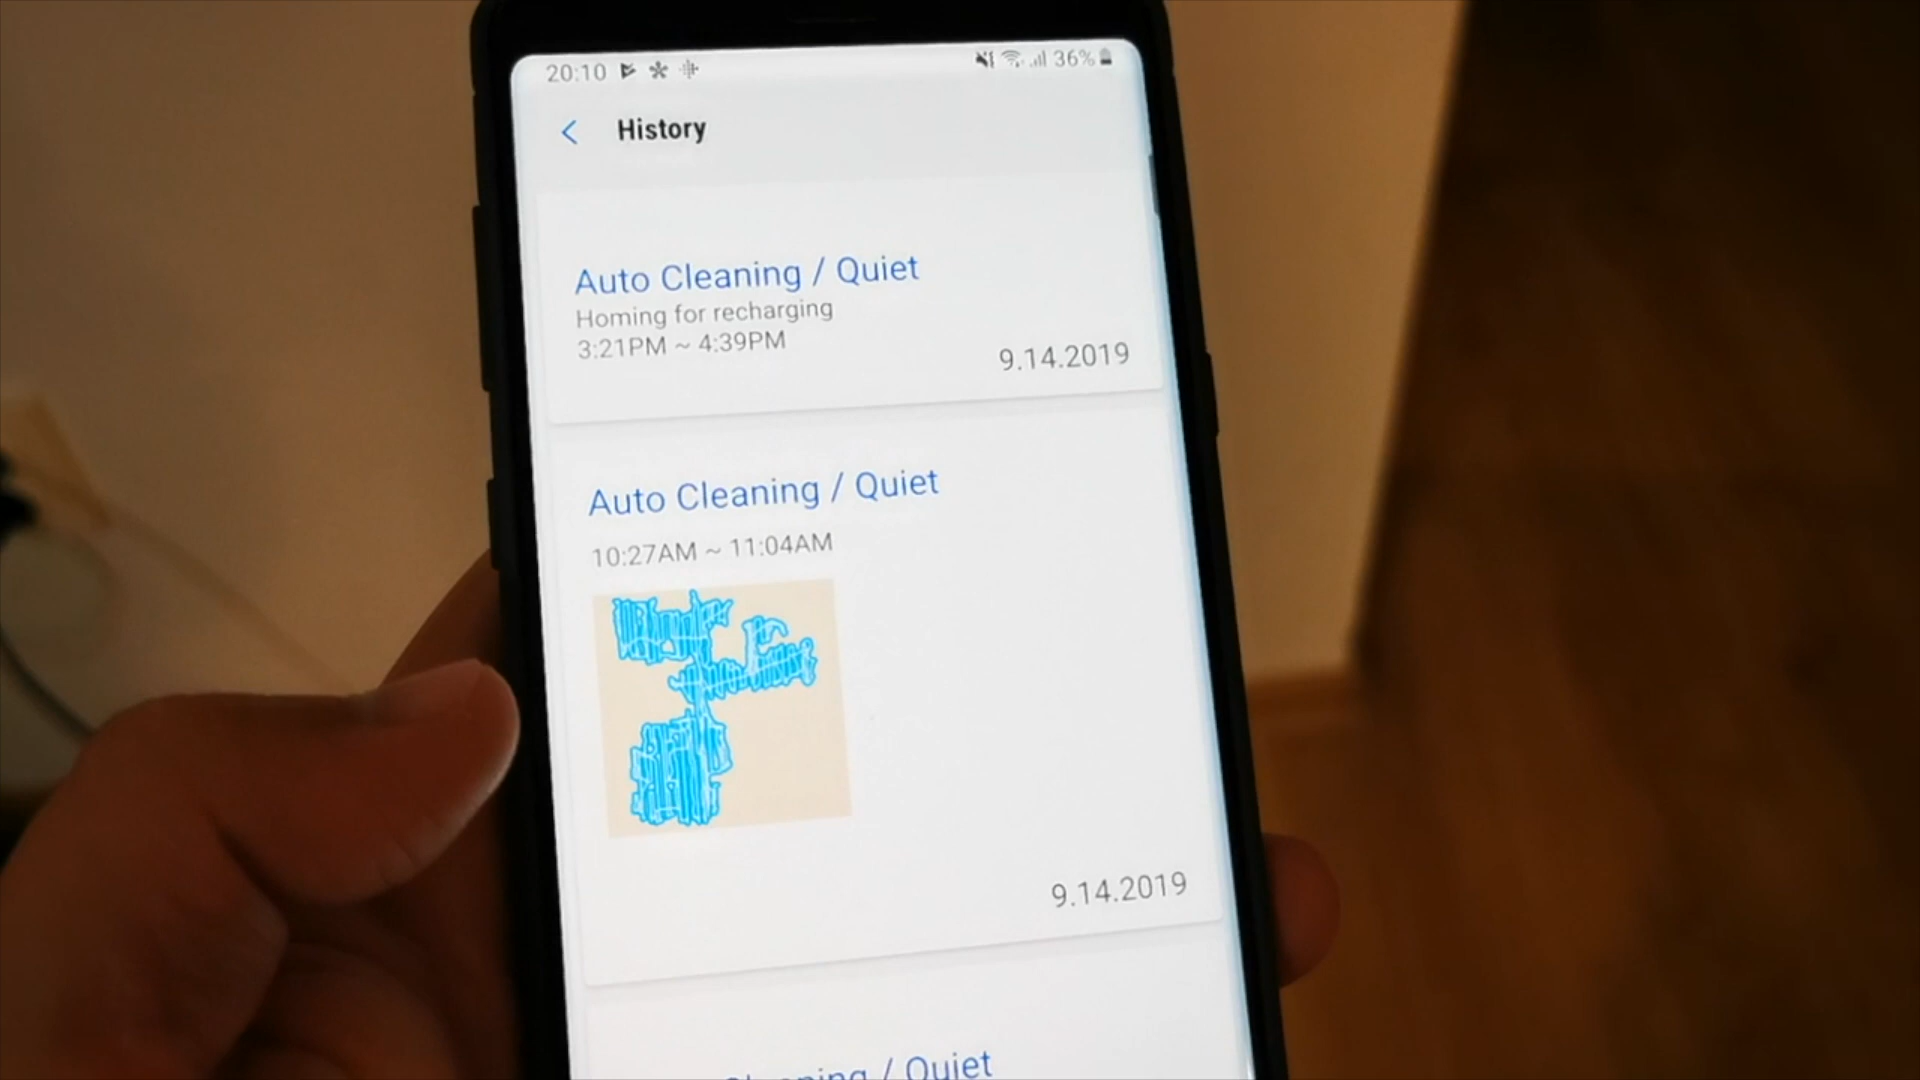 20:10 36%
History
Auto Cleaning / Quiet
Homing for recharging
3:21PM ~ 4:39PM
9.14.2019
Auto Cleaning / Quiet
10:27AM ~ 11:04AM
9.14.2019
Cleaning / Quiet